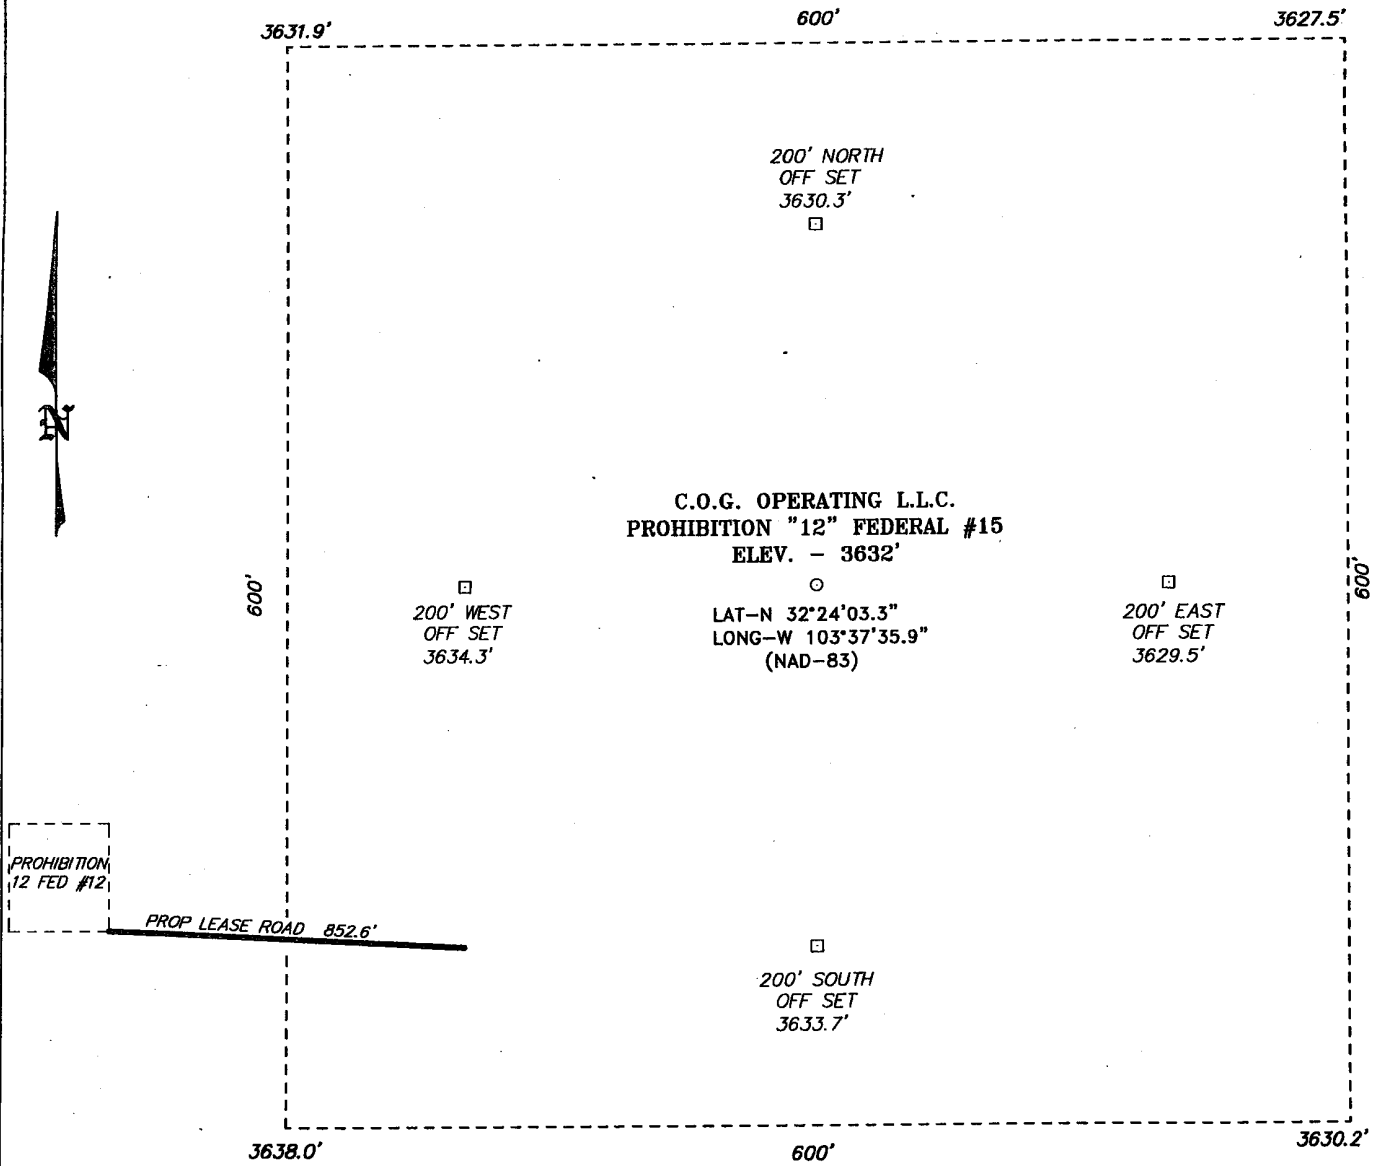 3631.9'
600'
3627.5'
200' NORTH
OFF SET
3630.3'
N
C.O.G. OPERATING L.L.C.
PROHIBITION "12" FEDERAL #15
ELEV. - 3632'
600'
200' WEST
OFF SET
3634.3'
LAT-N 32°24'03.3"
LONG-W 103°37'35.9"
(NAD-83)
200' EAST
OFF SET
3629.5'
600'
PROHIBITION
12 FED #12
PROP LEASE ROAD 852.6'
200' SOUTH
OFF SET
3633.7'
3638.0'
600'
3630.2'